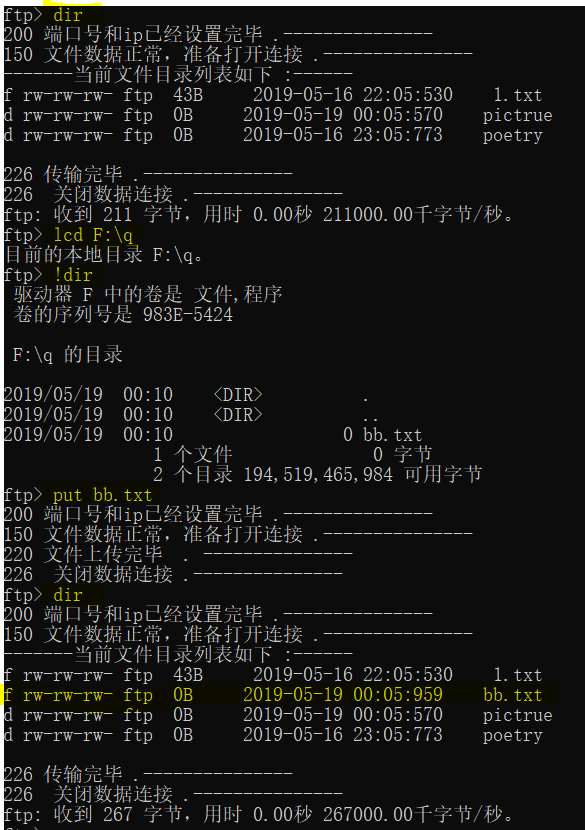 ftp> dir
200 端口号和ip已经设置完毕 .---------------
150 文件数据正常，准备打开连接 .---------------
-------当前文件目录列表如下 :------
f rw-rw-rw- ftp  43B     2019-05-16 22:05:530    1.txt
d rw-rw-rw- ftp  0B     2019-05-19 00:05:570    pictrue
d rw-rw-rw- ftp  0B     2019-05-16 23:05:773    poetry

226 传输完毕 .---------------
226  关闭数据连接 .---------------
ftp: 收到 211 字节，用时 0.00秒 211000.00千字节/秒。
ftp> lcd F:\q
目前的本地目录 F:\q。
ftp> !dir
 驱动器 F 中的卷是 文件,程序
 卷的序列号是 983E-5424

 F:\q 的目录

2019/05/19  00:10    <DIR>          .
2019/05/19  00:10    <DIR>          ..
2019/05/19  00:10                 0 bb.txt
               1 个文件              0 字节
               2 个目录 194,519,465,984 可用字节
ftp> put bb.txt
200 端口号和ip已经设置完毕 .---------------
150 文件数据正常，准备打开连接 .---------------
220 文件上传完毕  . ---------------
226  关闭数据连接 .---------------
ftp> dir
200 端口号和ip已经设置完毕 .---------------
150 文件数据正常，准备打开连接 .---------------
-------当前文件目录列表如下 :------
f rw-rw-rw- ftp  43B     2019-05-16 22:05:530    1.txt
f rw-rw-rw- ftp  0B     2019-05-19 00:05:959    bb.txt
d rw-rw-rw- ftp  0B     2019-05-19 00:05:570    pictrue
d rw-rw-rw- ftp  0B     2019-05-16 23:05:773    poetry

226 传输完毕 .---------------
226  关闭数据连接 .---------------
ftp: 收到 267 字节，用时 0.00秒 267000.00千字节/秒。